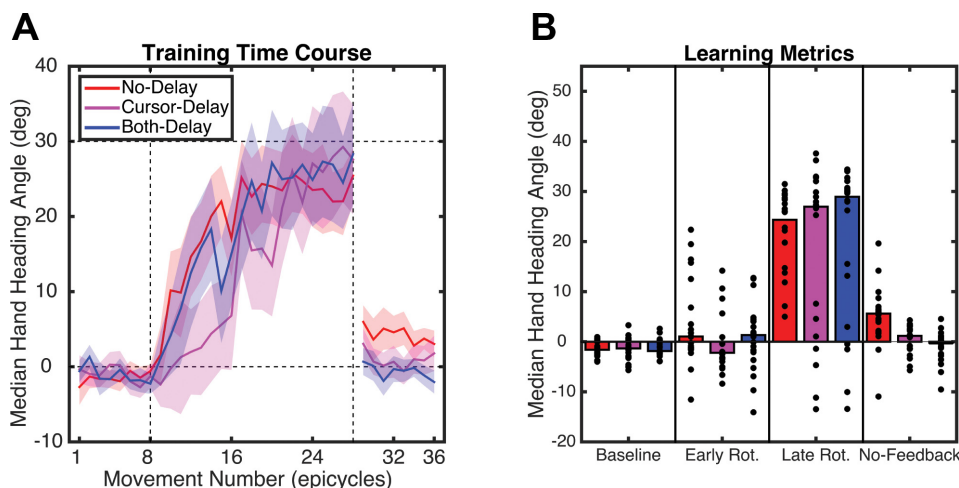 A
Training Time Course
Median Hand Heading Angle (deg)
40
30
20
10
0
-10
No-Delay
Cursor-Delay
Both-Delay
1 8 16 24 32 36
Movement Number (epicycles)
B
Learning Metrics
Median Hand Heading Angle (deg)
50
40
30
20
10
0
-10
-20
Baseline Early Rot. Late Rot. No-Feedback